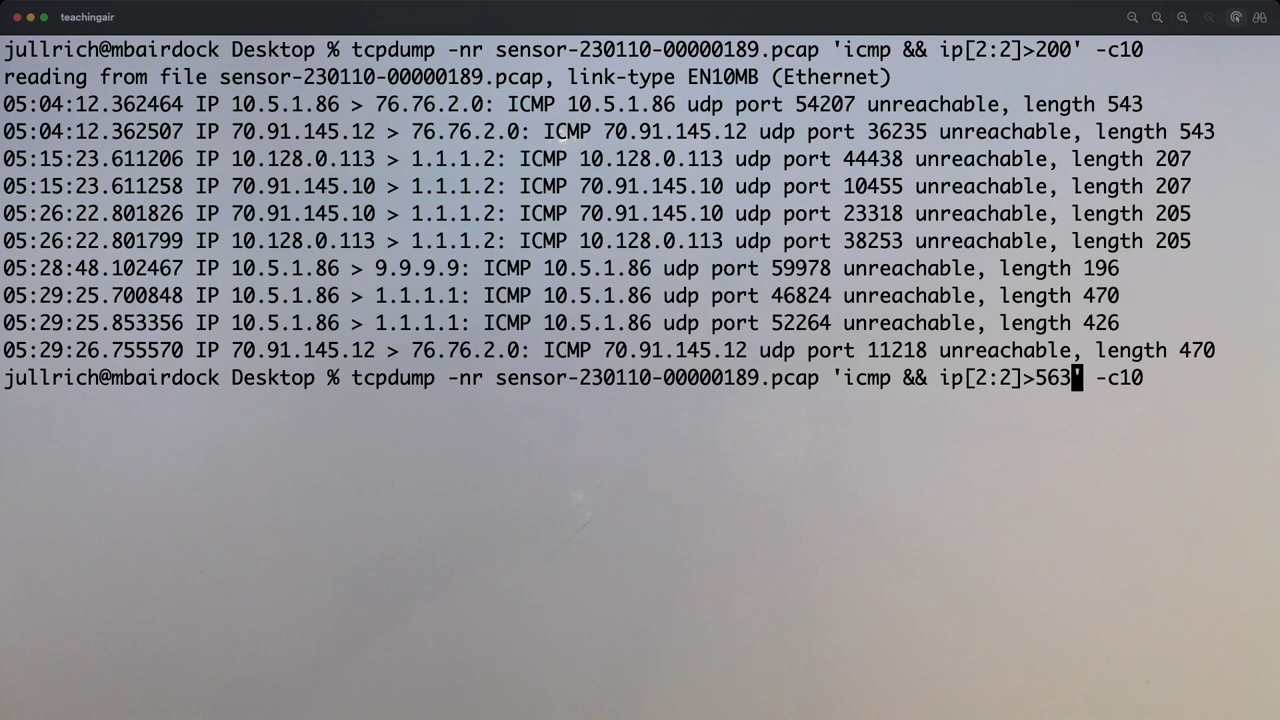 teachingair
jullrich@mbairdock Desktop % tcpdump -nr sensor-230110-00000189.pcap 'icmp && ip[2:2]>200' -c10
reading from file sensor-230110-00000189.pcap, link-type EN10MB (Ethernet)
05:04:12.362464 IP 10.5.1.86 > 76.76.2.0: ICMP 10.5.1.86 udp port 54207 unreachable, length 543
05:04:12.362507 IP 70.91.145.12 > 76.76.2.0: ICMP 70.91.145.12 udp port 36235 unreachable, length 543
05:15:23.611206 IP 10.128.0.113 > 1.1.1.2: ICMP 10.128.0.113 udp port 44438 unreachable, length 207
05:15:23.611258 IP 70.91.145.10 > 1.1.1.2: ICMP 70.91.145.10 udp port 10455 unreachable, length 207
05:26:22.801826 IP 70.91.145.10 > 1.1.1.2: ICMP 70.91.145.10 udp port 23318 unreachable, length 205
05:26:22.801799 IP 10.128.0.113 > 1.1.1.2: ICMP 10.128.0.113 udp port 38253 unreachable, length 205
05:28:48.102467 IP 10.5.1.86 > 9.9.9.9: ICMP 10.5.1.86 udp port 59978 unreachable, length 196
05:29:25.700848 IP 10.5.1.86 > 1.1.1.1: ICMP 10.5.1.86 udp port 46824 unreachable, length 470
05:29:25.853356 IP 10.5.1.86 > 1.1.1.1: ICMP 10.5.1.86 udp port 52264 unreachable, length 426
05:29:26.755570 IP 70.91.145.12 > 76.76.2.0: ICMP 70.91.145.12 udp port 11218 unreachable, length 470
jullrich@mbairdock Desktop % tcpdump -nr sensor-230110-00000189.pcap 'icmp && ip[2:2]>563' -c10